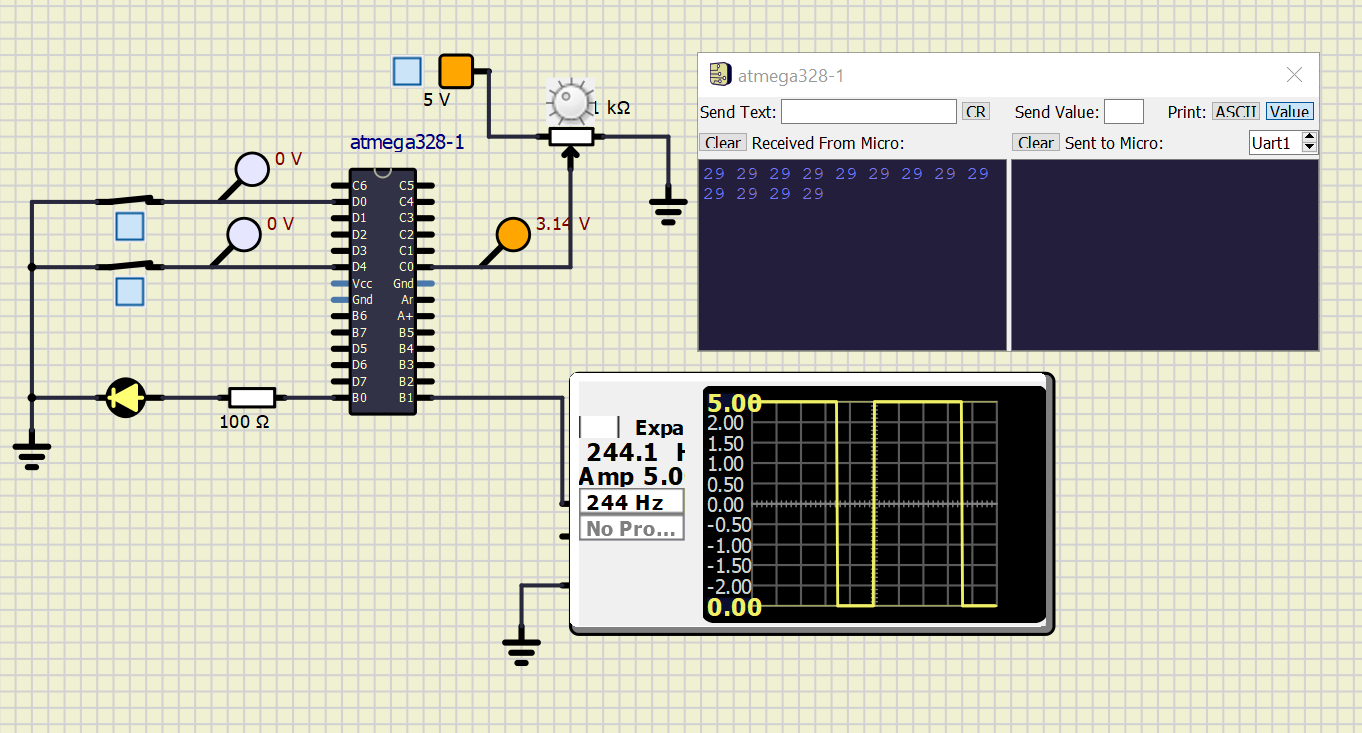 5 V
1 kΩ
atmega328-1
0 V
0 V
3.14 V
C6 C5
D0 C4
D1 C3
D2 C2
D3 C1
D4 C0
Vcc Gnd
Gnd Ar
B6 A+
B7 B5
D5 B4
D6 B3
D7 B2
B0 B1
100 Ω
atmega328-1
Send Text: CR Send Value: Print: ASCII Value
Clear Received From Micro: Clear Sent to Micro: Uart1
29 29 29 29 29 29 29 29 29
29 29 29 29
Expa
244.1 H
Amp 5.0
244 Hz
No Pro...
5.00
2.00
1.50
1.00
0.50
0.00
-0.50
-1.00
-1.50
-2.00
0.00